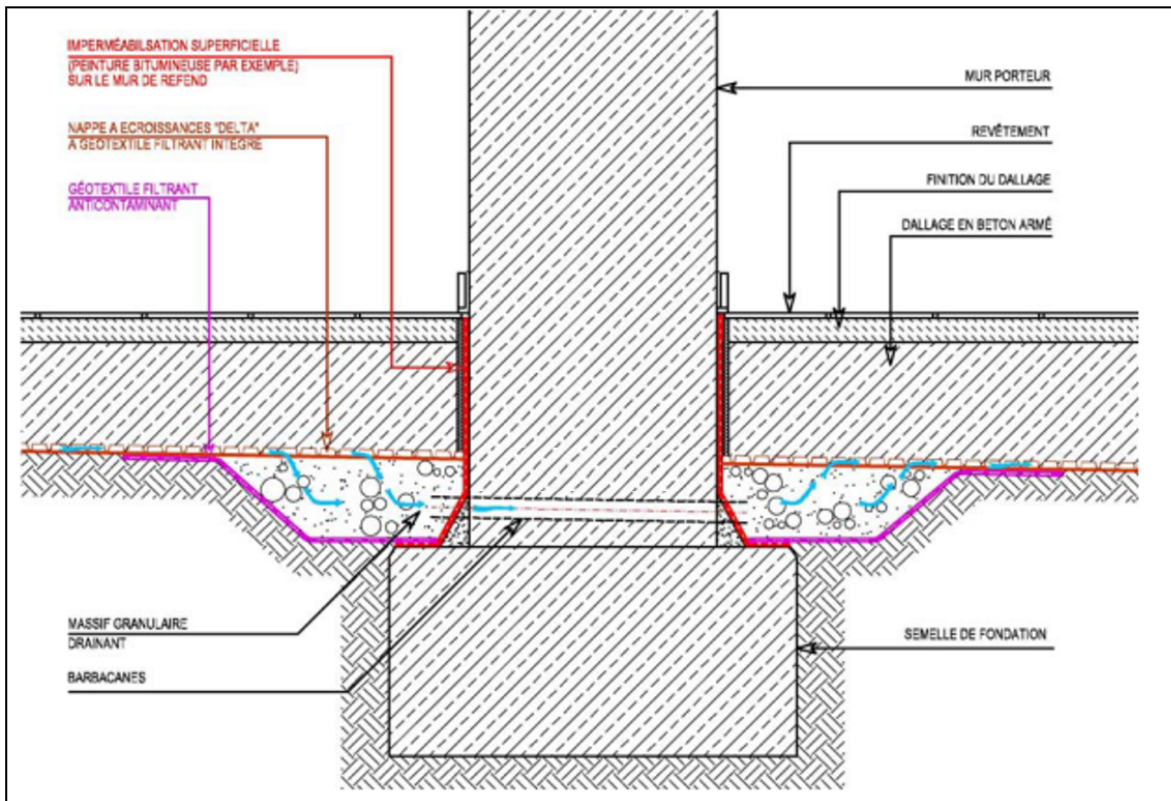 IMPERMÉABILSATION SUPERFICIELLE
(PEINTURE BITUMINEUSE PAR EXEMPLE)
SUR LE MUR DE REFEND
NAPPE A ECROISSANCES "DELTA"
A GÉOTEXTILE FILTRANT INTEGRE
GÉOTEXTILE FILTRANT
ANTICONTAMINANT
MUR PORTEUR
REVÊTEMENT
FINITION DU DALLAGE
DALLAGE EN BETON ARMÉ
MASSIF GRANULAIRE
DRAINANT
BARBACANES
SEMELLE DE FONDATION